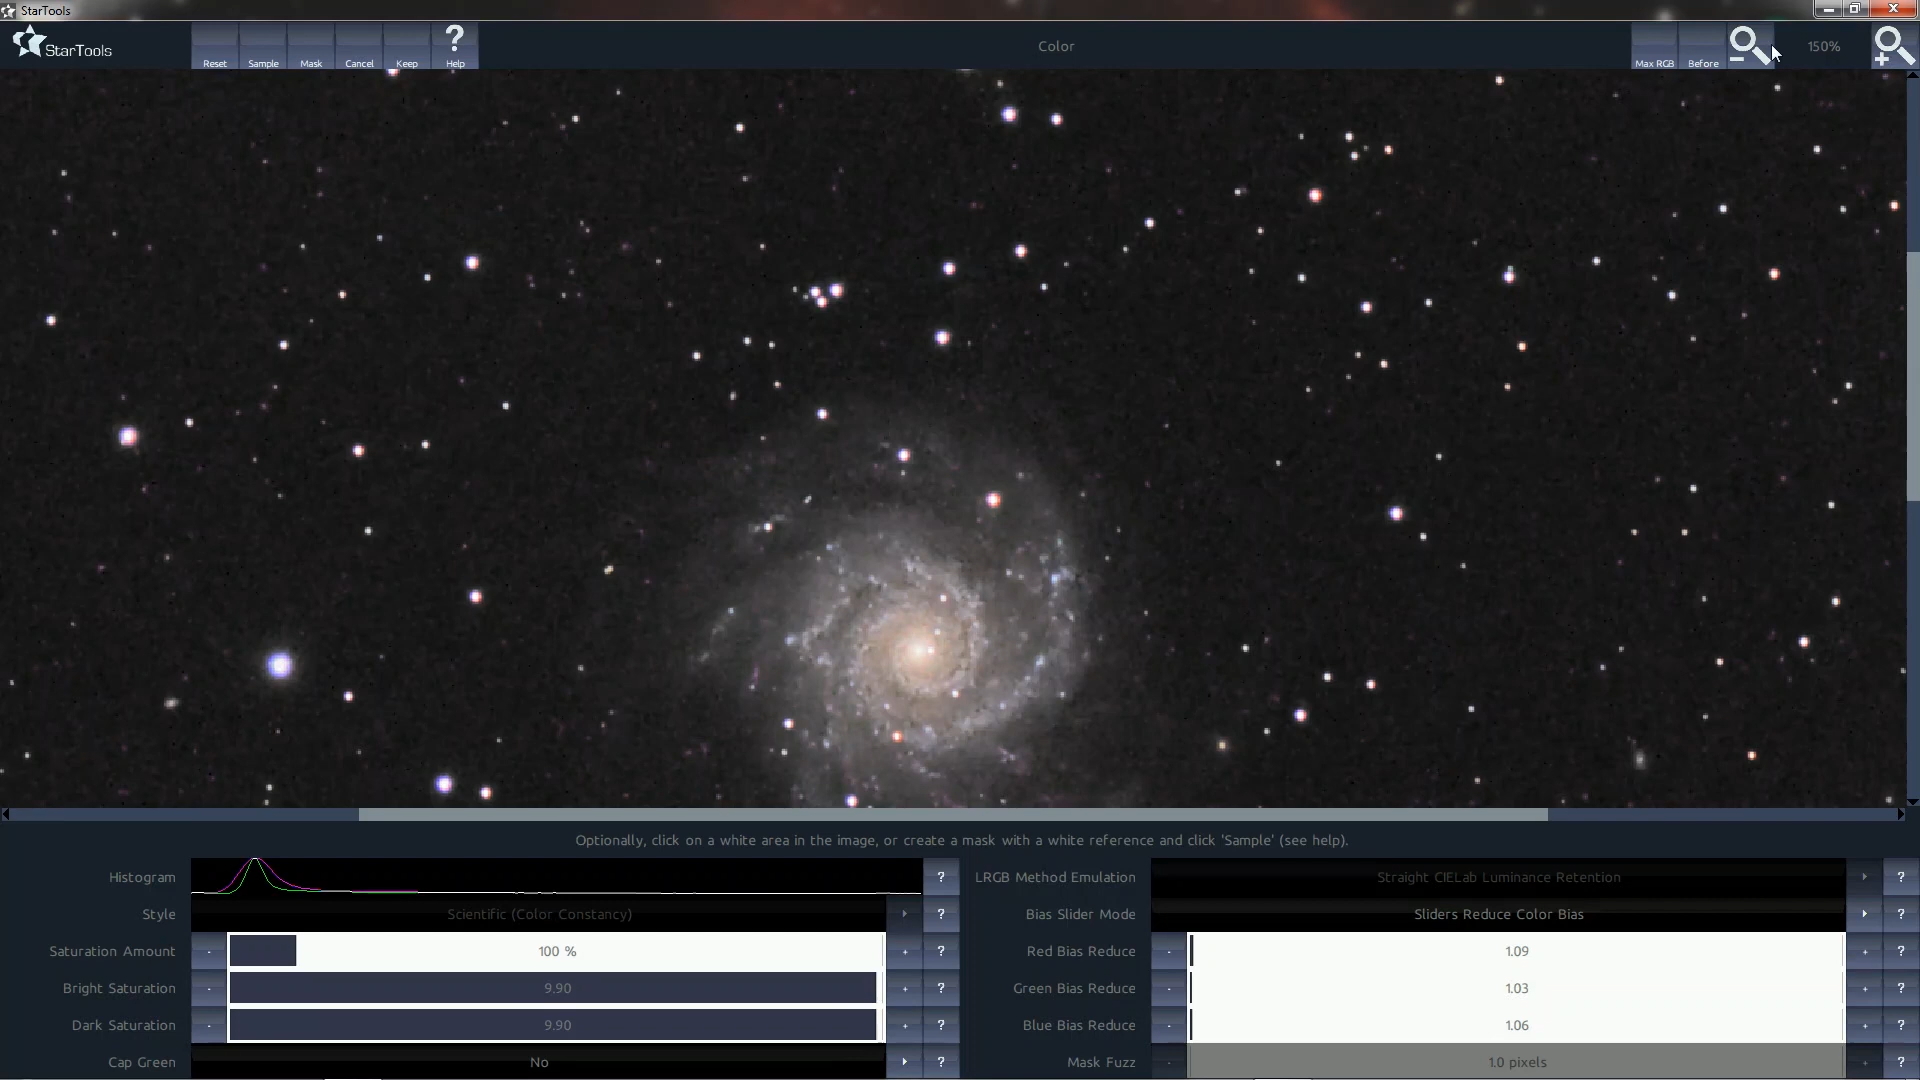 StarTools
StarTools
Reset Sample Mask Cancel Keep ? Help
Color
Max RGB Before 150%
Optionally, click on a white area in the image, or create a mask with a white reference and click 'Sample' (see help).
Histogram ?
Style Scientific (Color Constancy) ?
Saturation Amount - 100 % + ?
Bright Saturation - 9.90 + ?
Dark Saturation - 9.90 + ?
Cap Green No ?
LRGB Method Emulation Straight CIELab Luminance Retention ?
Bias Slider Mode Sliders Reduce Color Bias ?
Red Bias Reduce - 1.09 + ?
Green Bias Reduce - 1.03 + ?
Blue Bias Reduce - 1.06 + ?
Mask Fuzz - 1.0 pixels + ?